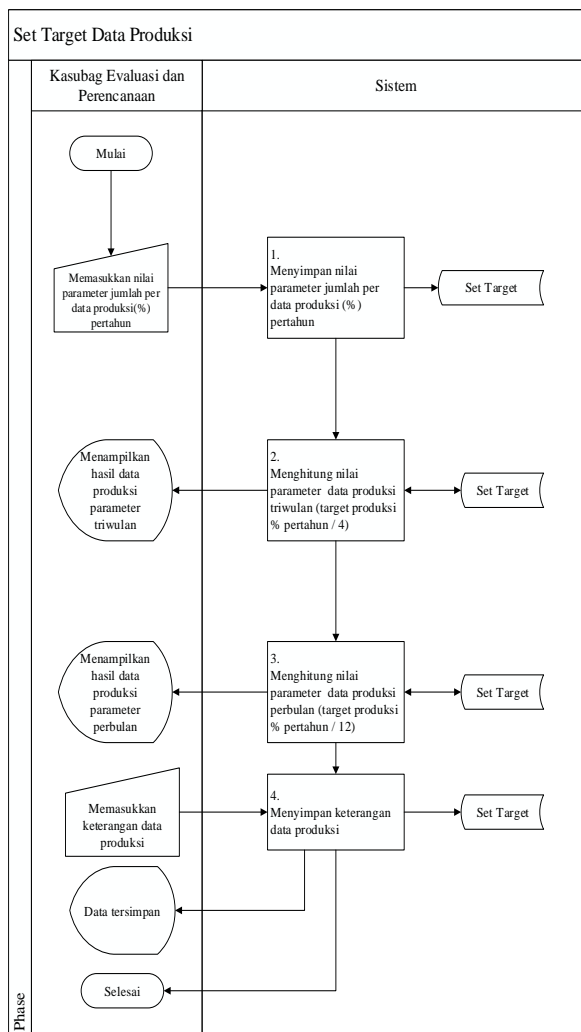 Set Target Data Produksi
Kasubag Evaluasi dan
Perencanaan
Sistem
Mulai
Memasukkan nilai
parameter jumlah per
data produksi(%)
pertahun
1.
Menyimpan nilai
parameter jumlah per
data produksi (%)
pertahun
Set Target
Menampilkan
hasil data
produksi
parameter
triwulan
2.
Menghitung nilai
parameter  data produksi
triwulan (target produksi
% pertahun / 4)
Set Target
Menampilkan
hasil data
produksi
parameter
perbulan
3.
Menghitung nilai
parameter  data produksi
perbulan (target produksi
% pertahun / 12)
Set Target
Memasukkan
keterangan data
produksi
4.
Menyimpan keterangan
data produksi
Set Target
Data tersimpan
Selesai
Phase